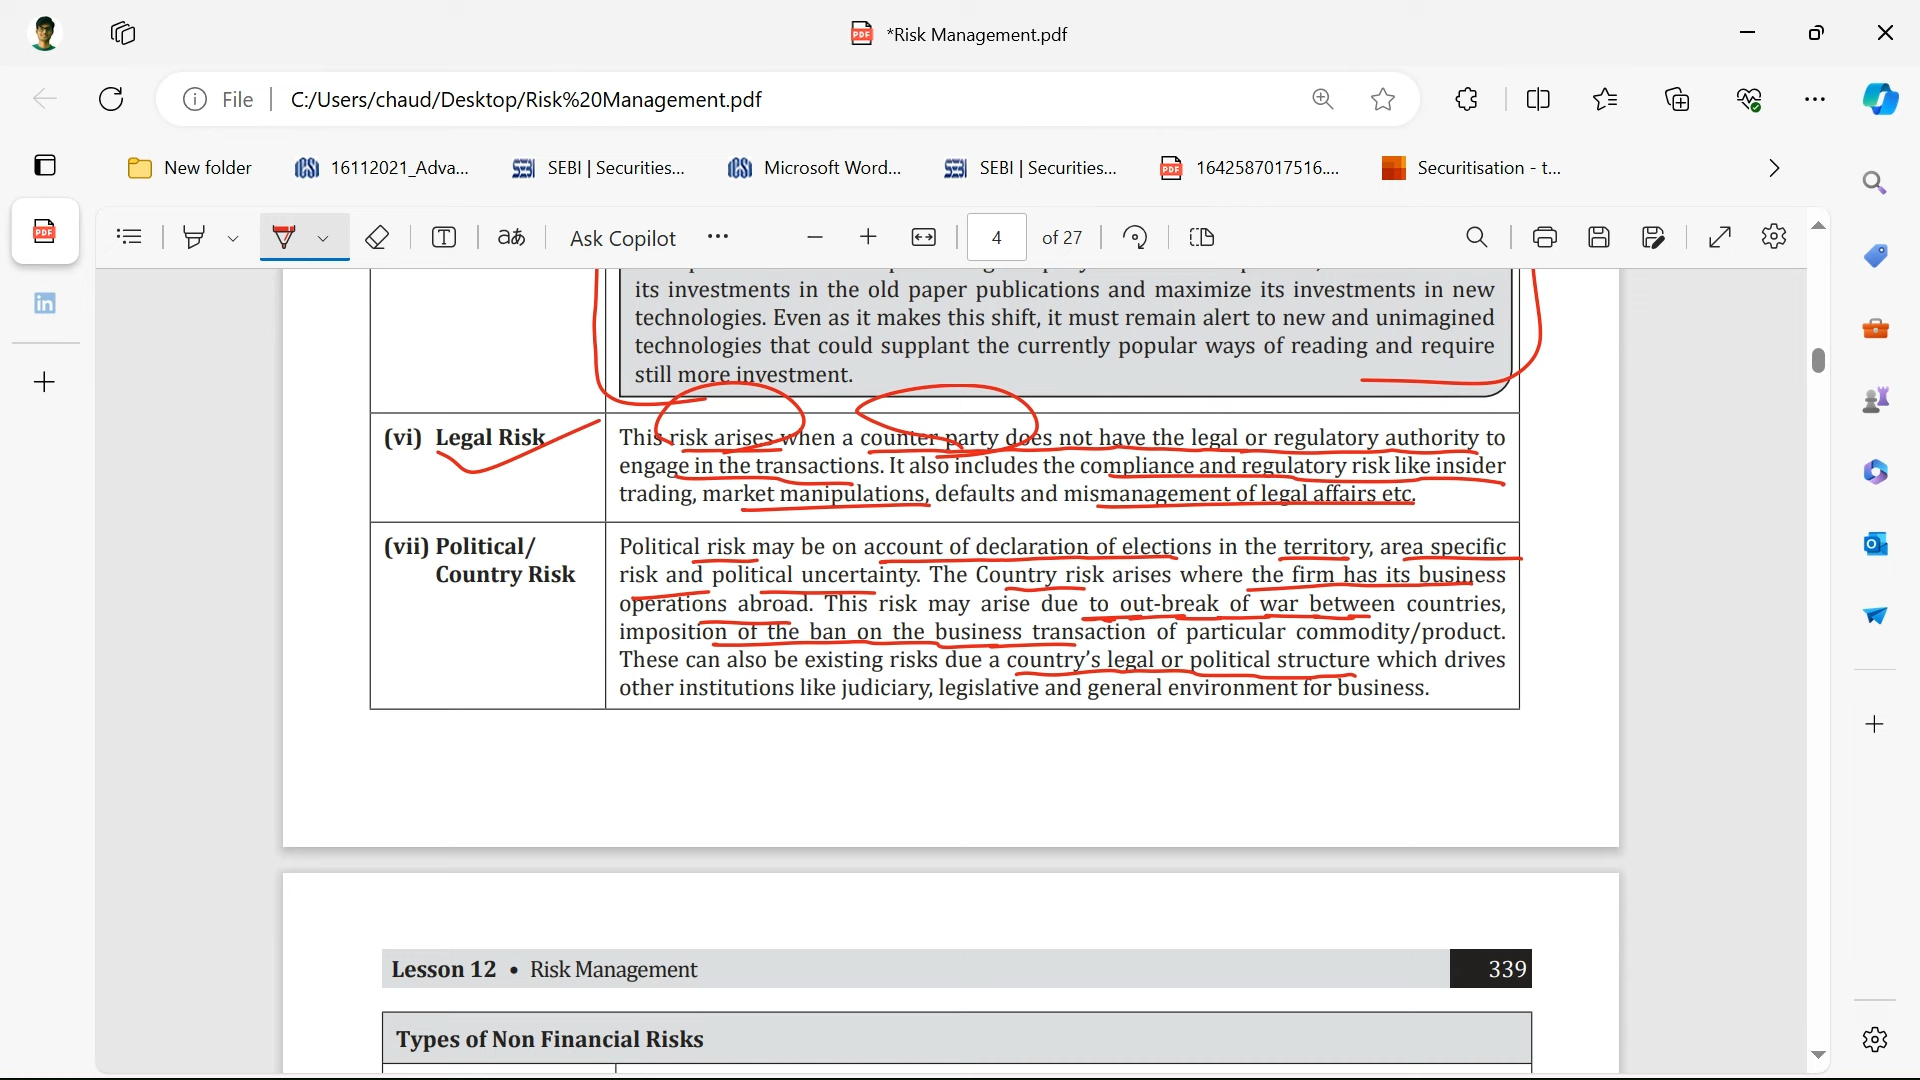 *Risk Management.pdf
File
C:/Users/chaud/Desktop/Risk%20Management.pdf
New folder
16112021_Adva...
SEBI | Securities...
Microsoft Word...
SEBI | Securities...
1642587017516....
Securitisation - t...
Ask Copilot
4
of 27
its investments in the old paper publications and maximize its investments in new
technologies. Even as it makes this shift, it must remain alert to new and unimagined
technologies that could supplant the currently popular ways of reading and require
still more investment.
(vi) Legal Risk
This risk arises when a counter party does not have the legal or regulatory authority to
engage in the transactions. It also includes the compliance and regulatory risk like insider
trading, market manipulations, defaults and mismanagement of legal affairs etc.
(vii) Political/
Country Risk
Political risk may be on account of declaration of elections in the territory, area specific
risk and political uncertainty. The Country risk arises where the firm has its business
operations abroad. This risk may arise due to out-break of war between countries,
imposition of the ban on the business transaction of particular commodity/product.
These can also be existing risks due a country's legal or political structure which drives
other institutions like judiciary, legislative and general environment for business.
Lesson 12 • Risk Management
339
Types of Non Financial Risks